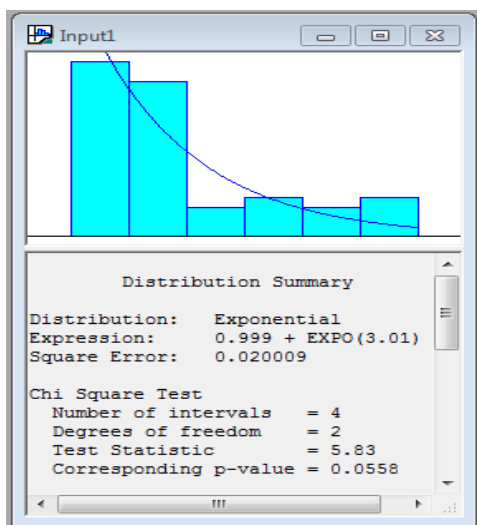 Input1
Distribution Summary
Distribution: Exponential
Expression: 0.999 + EXPO(3.01)
Square Error: 0.020009
Chi Square Test
Number of intervals = 4
Degrees of freedom = 2
Test Statistic = 5.83
Corresponding p-value = 0.0558